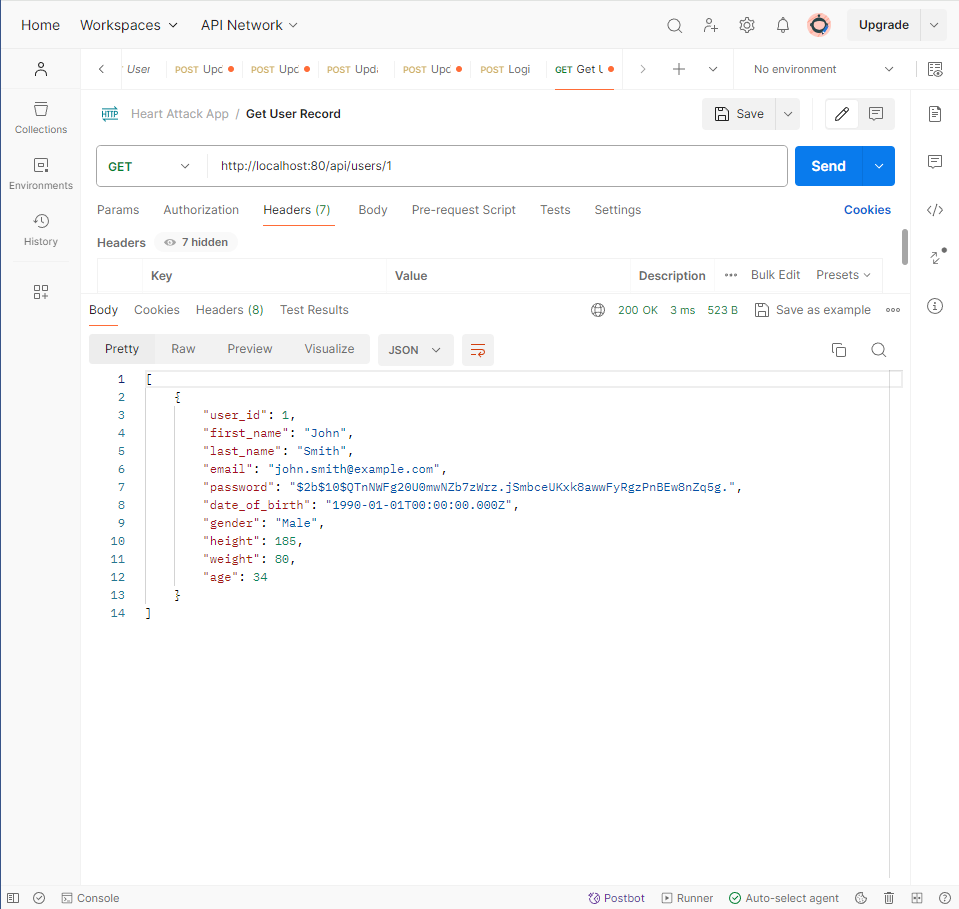 Home Workspaces API Network Upgrade
User POST Upc POST Upc POST Upda POST Upc POST Logi GET Get U No environment
HTTP Heart Attack App / Get User Record Save
Collections
Environments
History
GET http://localhost:80/api/users/1 Send
Params Authorization Headers (7) Body Pre-request Script Tests Settings Cookies
Headers 7 hidden
Key Value Description Bulk Edit Presets
Body Cookies Headers (8) Test Results 200 OK 3 ms 523 B Save as example
Pretty Raw Preview Visualize JSON
1 [
2 {
3 "user_id": 1,
4 "first_name": "John",
5 "last_name": "Smith",
6 "email": "john.smith@example.com",
7 "password": "$2b$10$QTnNWFg20U0mwNZb7zWrz.jSmbceUKxk8awwFyRgzPnBEw8nZq5g.",
8 "date_of_birth": "1990-01-01T00:00:00.000Z",
9 "gender": "Male",
10 "height": 185,
11 "weight": 80,
12 "age": 34
13 }
14 ]
Console Postbot Runner Auto-select agent